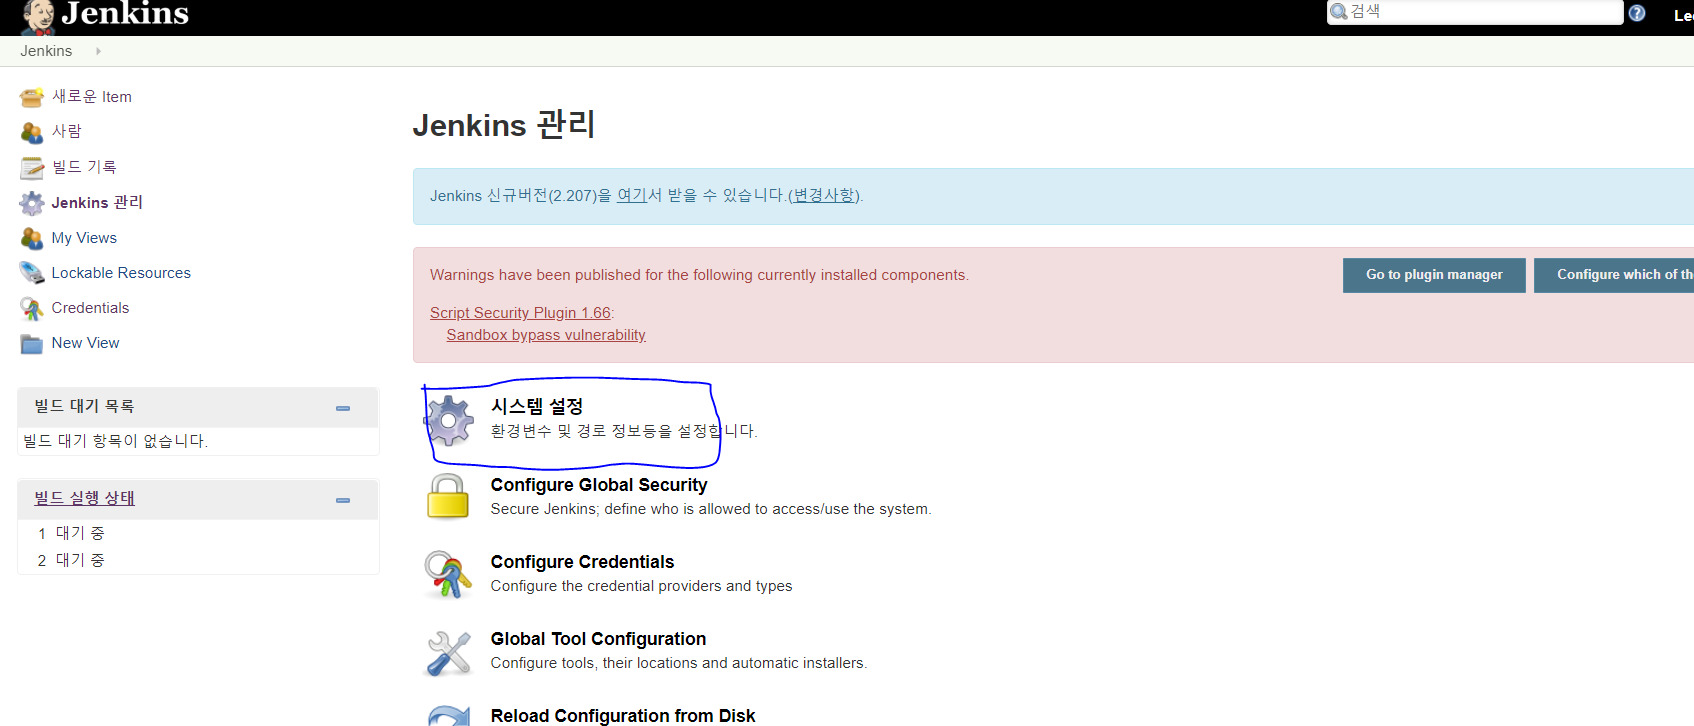 Jenkins
검색
Jenkins
새로운 Item
사람
빌드 기록
Jenkins 관리
My Views
Lockable Resources
Credentials
New View
빌드 대기 목록
빌드 대기 항목이 없습니다.
빌드 실행 상태
1 대기 중
2 대기 중
Jenkins 관리
Jenkins 신규버전(2.207)을 여기서 받을 수 있습니다.(변경사항).
Warnings have been published for the following currently installed components.
Go to plugin manager
Configure which of
Script Security Plugin 1.66:
Sandbox bypass vulnerability
시스템 설정
환경변수 및 경로 정보등을 설정합니다.
Configure Global Security
Secure Jenkins; define who is allowed to access/use the system.
Configure Credentials
Configure the credential providers and types
Global Tool Configuration
Configure tools, their locations and automatic installers.
Reload Configuration from Disk